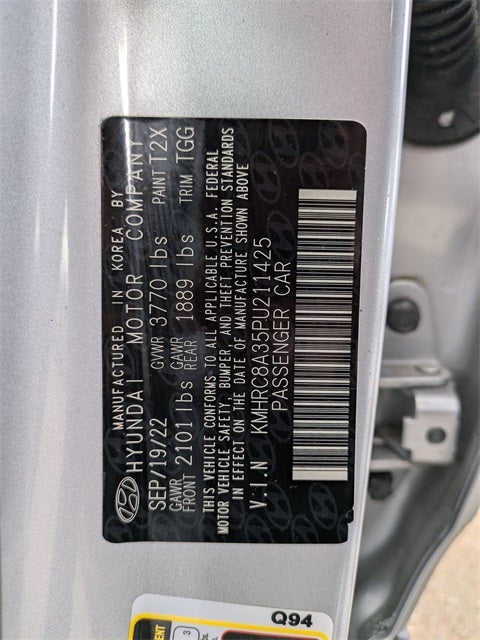 MANUFACTURED IN KOREA BY
HYUNDAI MOTOR COMPANY
SEP/19/22 GVWR 3770 lbs PAINT T2X
GAWR FRONT 2101 lbs GAWR REAR 1889 lbs TRIM TGG
THIS VEHICLE CONFORMS TO ALL APPLICABLE U.S.A. FEDERAL
MOTOR VEHICLE SAFETY, BUMPER, AND THEFT PREVENTION STANDARDS
IN EFFECT ON THE DATE OF MANUFACTURE SHOWN ABOVE
V.I.N KMHRC8A35PU211425
PASSENGER CAR
Q94
3